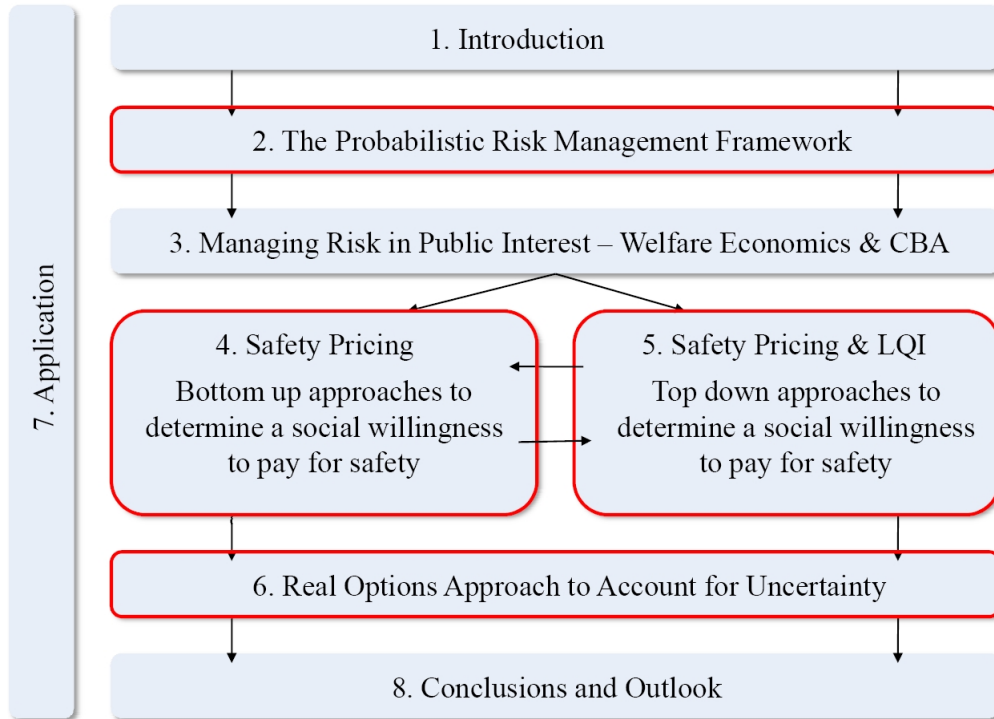 7. Application
1. Introduction
2. The Probabilistic Risk Management Framework
3. Managing Risk in Public Interest – Welfare Economics & CBA
4. Safety Pricing
Bottom up approaches to
determine a social willingness
to pay for safety
5. Safety Pricing & LQI
Top down approaches to
determine a social willingness
to pay for safety
6. Real Options Approach to Account for Uncertainty
8. Conclusions and Outlook